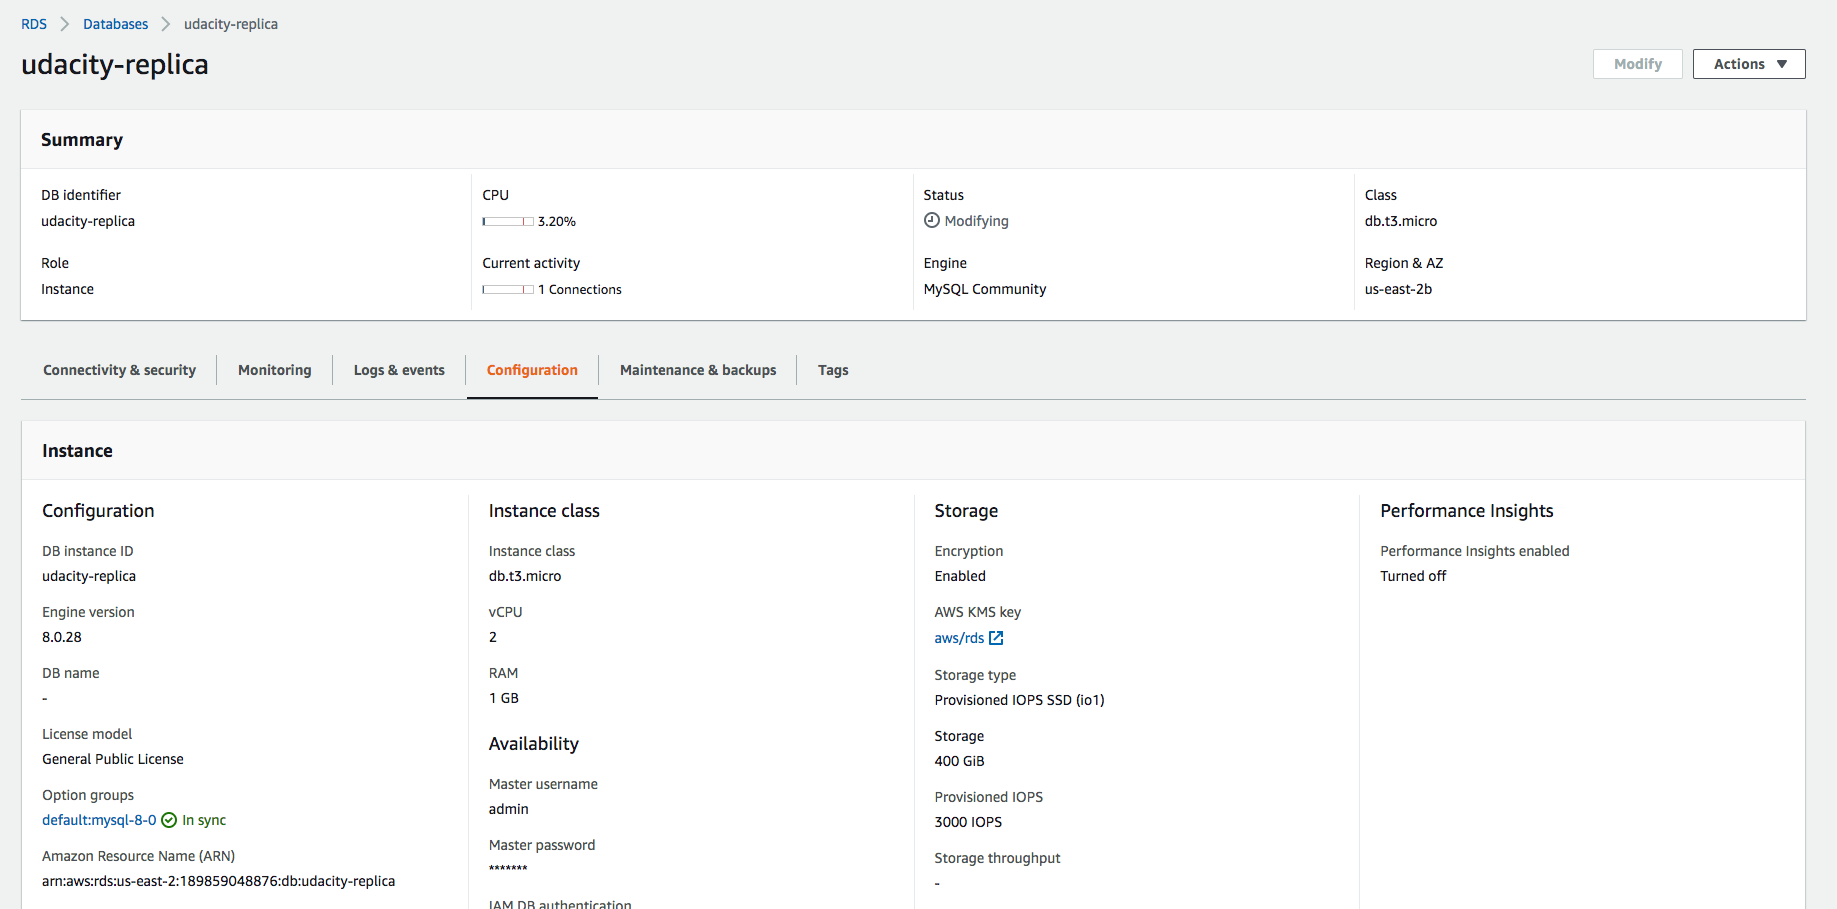 RDS > Databases > udacity-replica
udacity-replica
Modify
Actions
Summary
DB identifier
udacity-replica
CPU
3.20%
Status
Modifying
Class
db.t3.micro
Role
Instance
Current activity
1 Connections
Engine
MySQL Community
Region & AZ
us-east-2b
Connectivity & security
Monitoring
Logs & events
Configuration
Maintenance & backups
Tags
Instance
Configuration
DB instance ID
udacity-replica
Engine version
8.0.28
DB name
-
License model
General Public License
Option groups
default:mysql-8-0 In sync
Amazon Resource Name (ARN)
arn:aws:rds:us-east-2:189859048876:db:udacity-replica
Instance class
Instance class
db.t3.micro
vCPU
2
RAM
1 GB
Availability
Master username
admin
Master password
*******
IAM DB authentication
Storage
Encryption
Enabled
AWS KMS key
aws/rds
Storage type
Provisioned IOPS SSD (io1)
Storage
400 GiB
Provisioned IOPS
3000 IOPS
Storage throughput
-
Performance Insights
Performance Insights enabled
Turned off